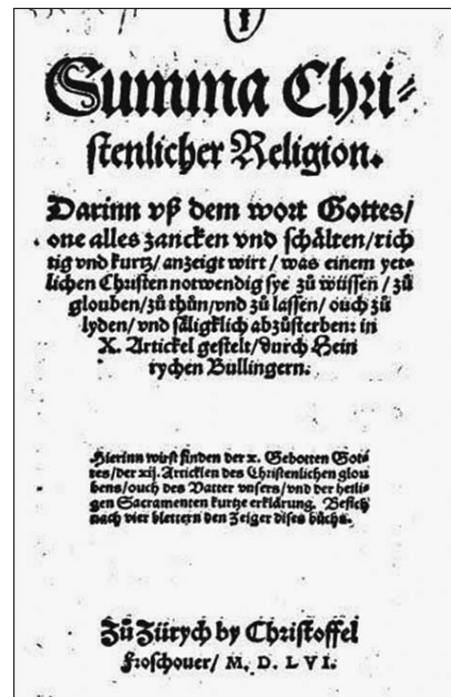 1
Summa Chri⸗
stenlicher Religion.
Darinn vß dem wort Gottes/
one alles zancken vnd schälten/rich
tig vnd kurtz/anzeigt wirt/was einem yet⸗
lichen Christen notwendig sye zů wüssen/zů
glouben/zů thůn/vnd zů lassen/ouch zů
lyden/vnd säligklich abzůsterben: in
X. Artickel gestelt/durch Hein
rychen Bullingern.
Hierinn wirst finden der x. Gebotten Got⸗
tes/der xij. Articklen des Christenlichen glou
bens/ouch des Vatter vnsers/vnd der heili⸗
gen Sacramenten kurtze erklärung. Besich
nach vier blettern den Zeiger dises bůchs.
Zů Zürych by Christoffel
Froschouer/ M. D. LVI.